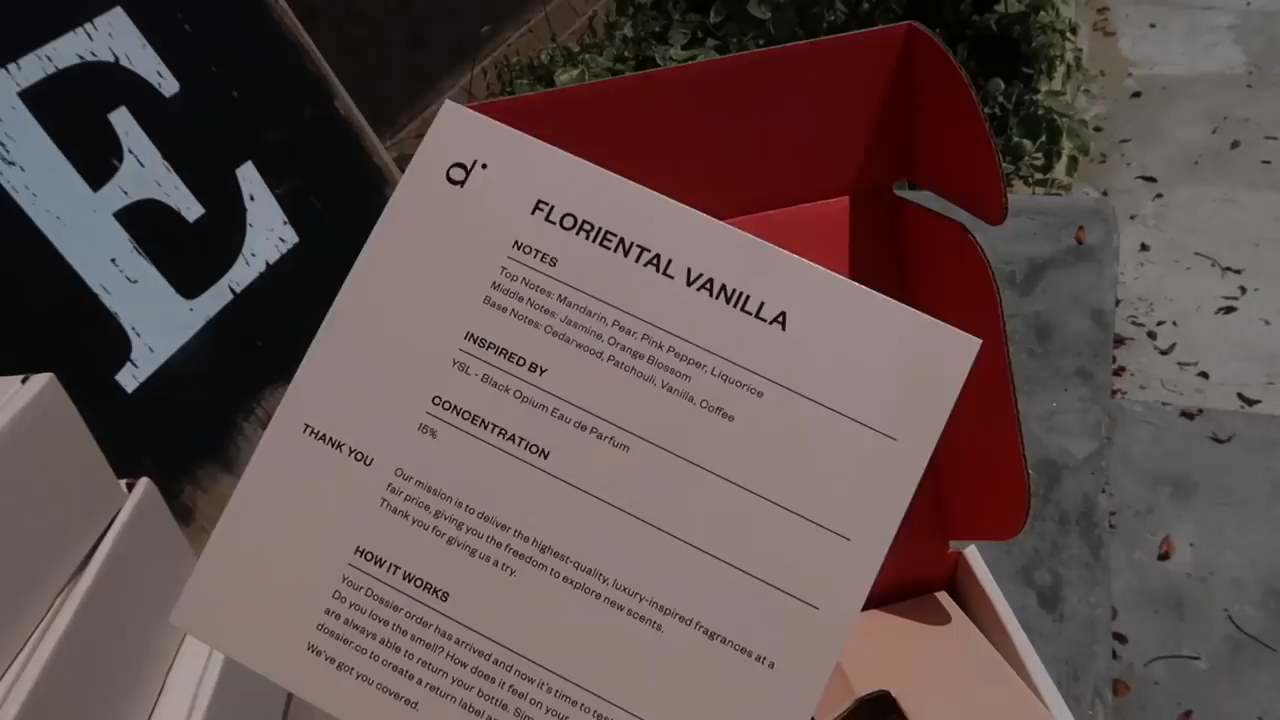 E
d·
FLORIENTAL VANILLA
NOTES
Top Notes: Mandarin, Pear, Pink Pepper, Liquorice
Middle Notes: Jasmine, Orange Blossom
Base Notes: Cedarwood, Patchouli, Vanilla, Coffee
INSPIRED BY
YSL - Black Opium Eau de Parfum
CONCENTRATION
15%
THANK YOU
Our mission is to deliver the highest-quality, luxury-inspired fragrances at a
fair price, giving you the freedom to explore new scents.
Thank you for giving us a try.
HOW IT WORKS
Your Dossier order has arrived and now it's time to test
Do you love the smell? How does it feel on your
are always able to return your bottle.
dossier.co to create a return label
We've got you covered.